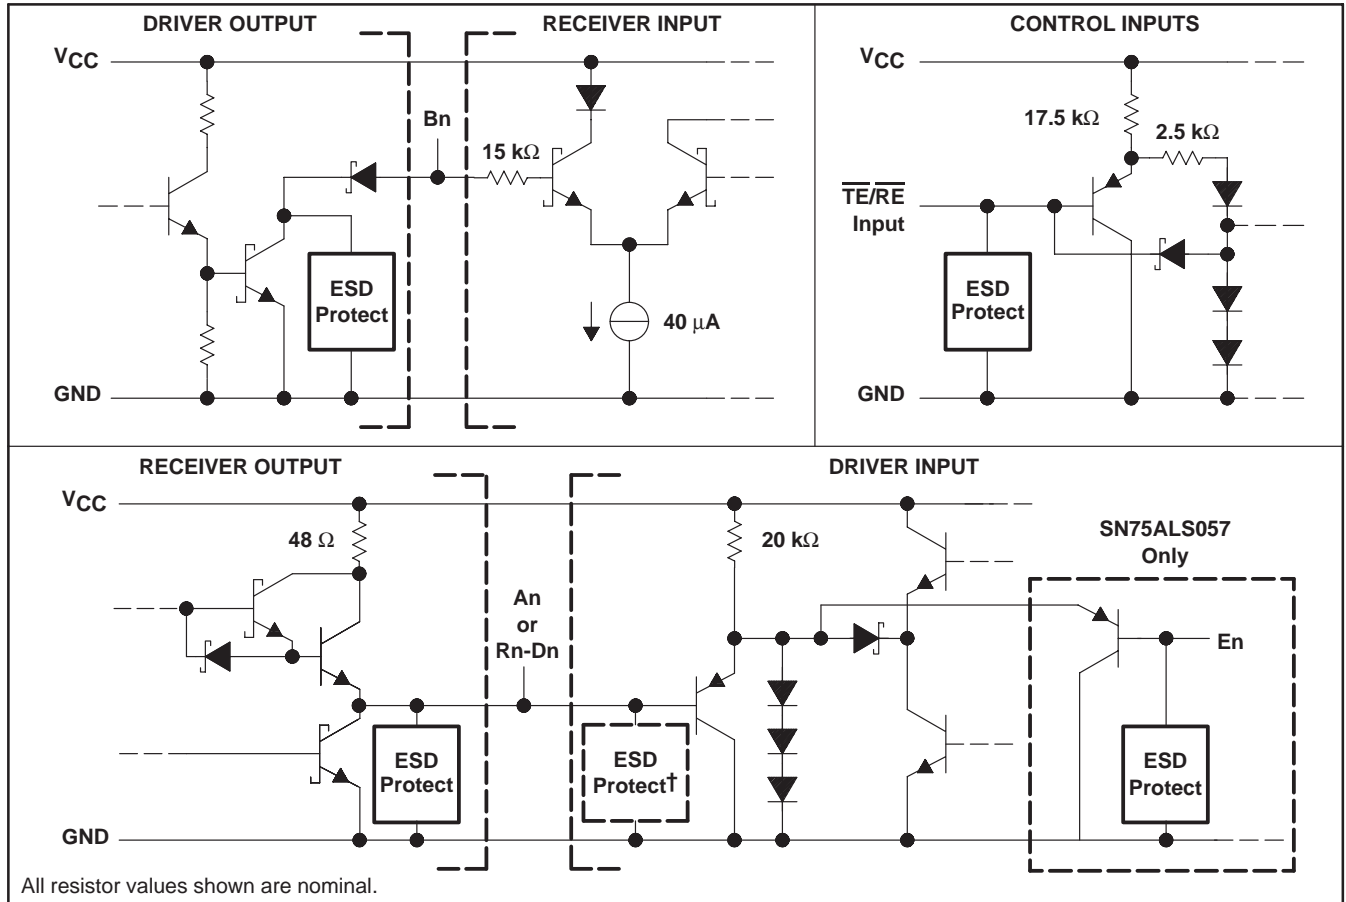 DRIVER OUTPUT
RECEIVER INPUT
CONTROL INPUTS
VCC
VCC
Bn
17.5 kΩ
15 kΩ
2.5 kΩ
TE/RE
Input
ESD
Protect
40 μA
ESD
Protect
GND
GND
RECEIVER OUTPUT
DRIVER INPUT
VCC
48 Ω
20 kΩ
SN75ALS057
Only
An
or
Rn-Dn
En
ESD
Protect
ESD
Protect†
ESD
Protect
GND
All resistor values shown are nominal.